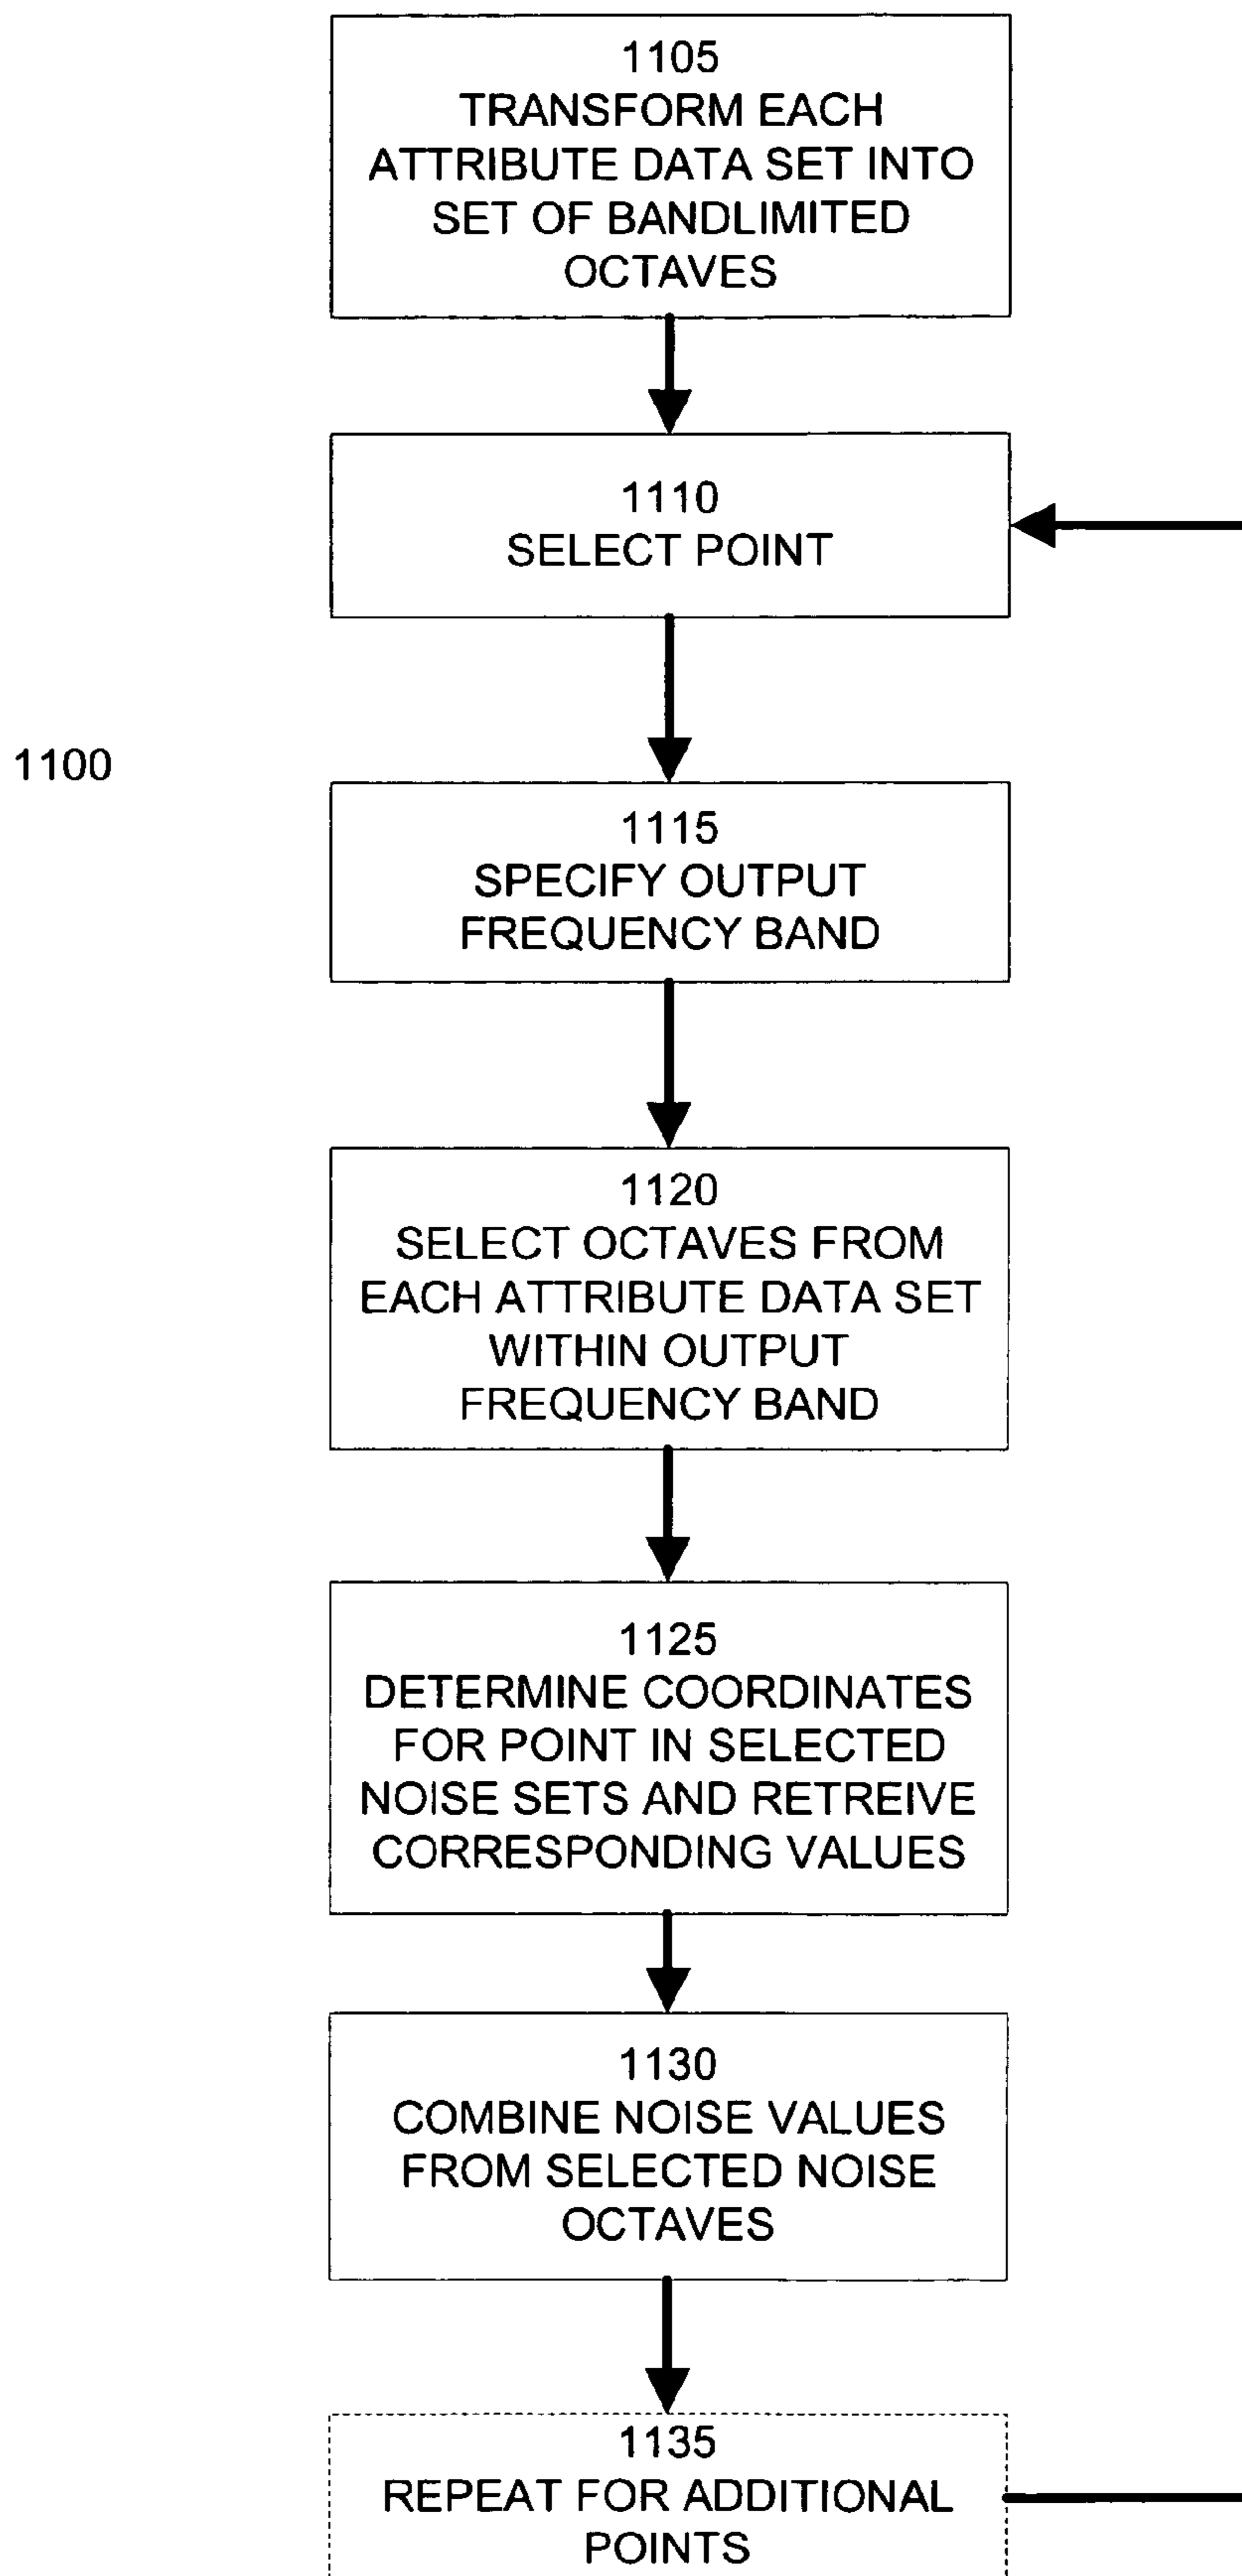 1105
TRANSFORM EACH
ATTRIBUTE DATA SET INTO
SET OF BANDLIMITED
OCTAVES
1110
SELECT POINT
1100
1115
SPECIFY OUTPUT
FREQUENCY BAND
1120
SELECT OCTAVES FROM
EACH ATTRIBUTE DATA SET
WITHIN OUTPUT
FREQUENCY BAND
1125
DETERMINE COORDINATES
FOR POINT IN SELECTED
NOISE SETS AND RETREIVE
CORRESPONDING VALUES
1130
COMBINE NOISE VALUES
FROM SELECTED NOISE
OCTAVES
1135
REPEAT FOR ADDITIONAL
POINTS